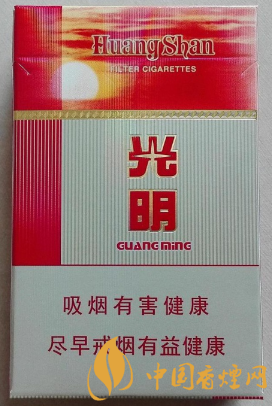 Huang Shan
FILTER CIGARETTES
光
明
GUANG MING
吸烟有害健康
尽早戒烟有益健康
中国香烟网